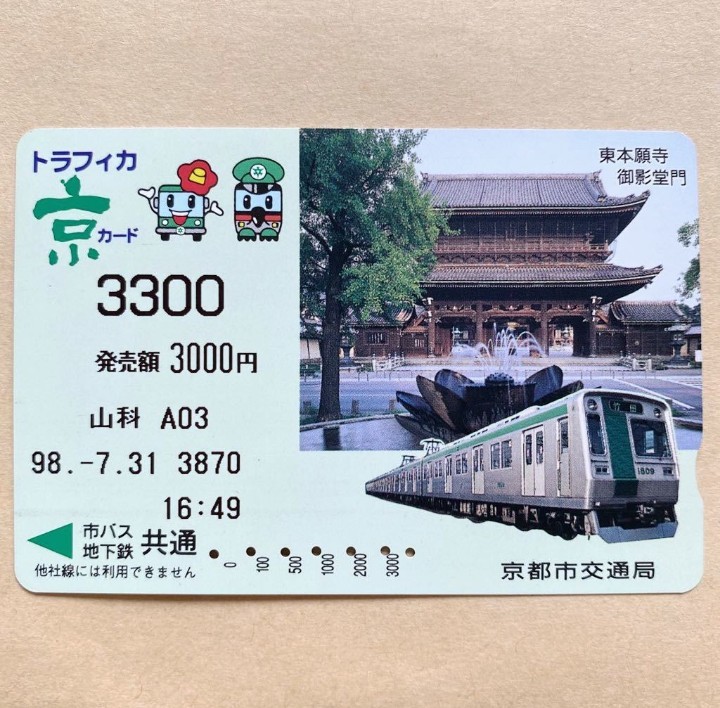 トラフィカ
京カード
3300
発売額 3000円
山科 A03
98.-7.31 3870
16:49
市バス
地下鉄 共通
他社線には利用できません
0 100 500 1000 2000 3000
東本願寺
御影堂門
竹田
1809
京都市交通局